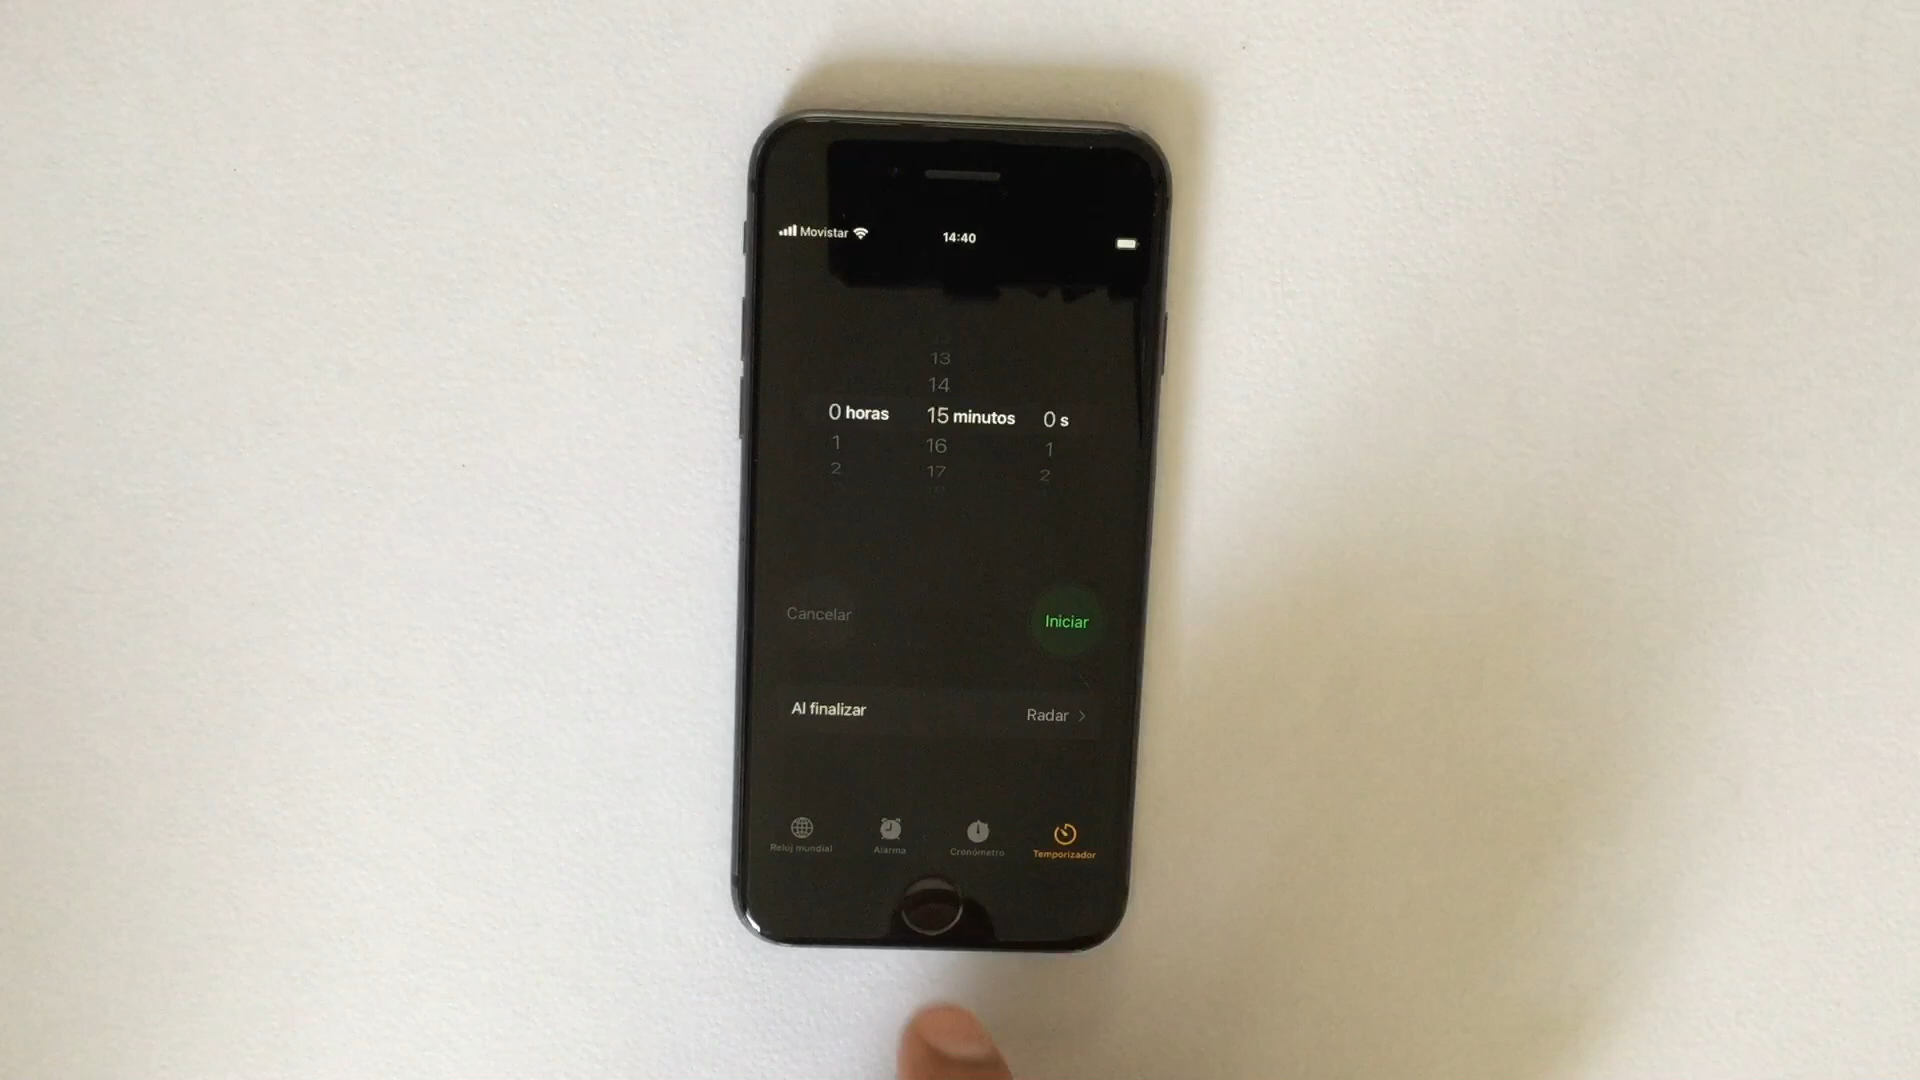 Movistar 14:40
13
14
0 horas 15 minutos 0 s
1 16 1
2 17 2
Cancelar Iniciar
Al finalizar Radar
Reloj mundial Alarma Cronómetro Temporizador